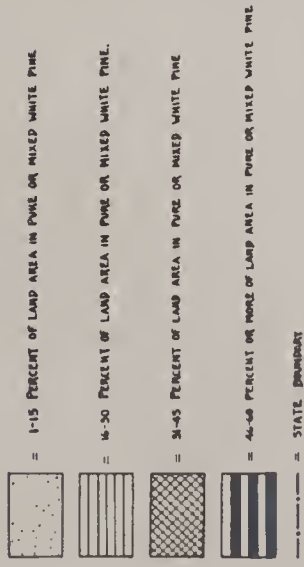 = 1-15 PERCENT OF LAND AREA IN PURE OR MIXED WHITE PINE
= 16-30 PERCENT OF LAND AREA IN PURE OR MIXED WHITE PINE.
= 31-45 PERCENT OF LAND AREA IN PURE OR MIXED WHITE PINE
= 46-60 PERCENT OR MORE OF LAND AREA IN PURE OR MIXED WHITE PINE
= STATE BOUNDARY